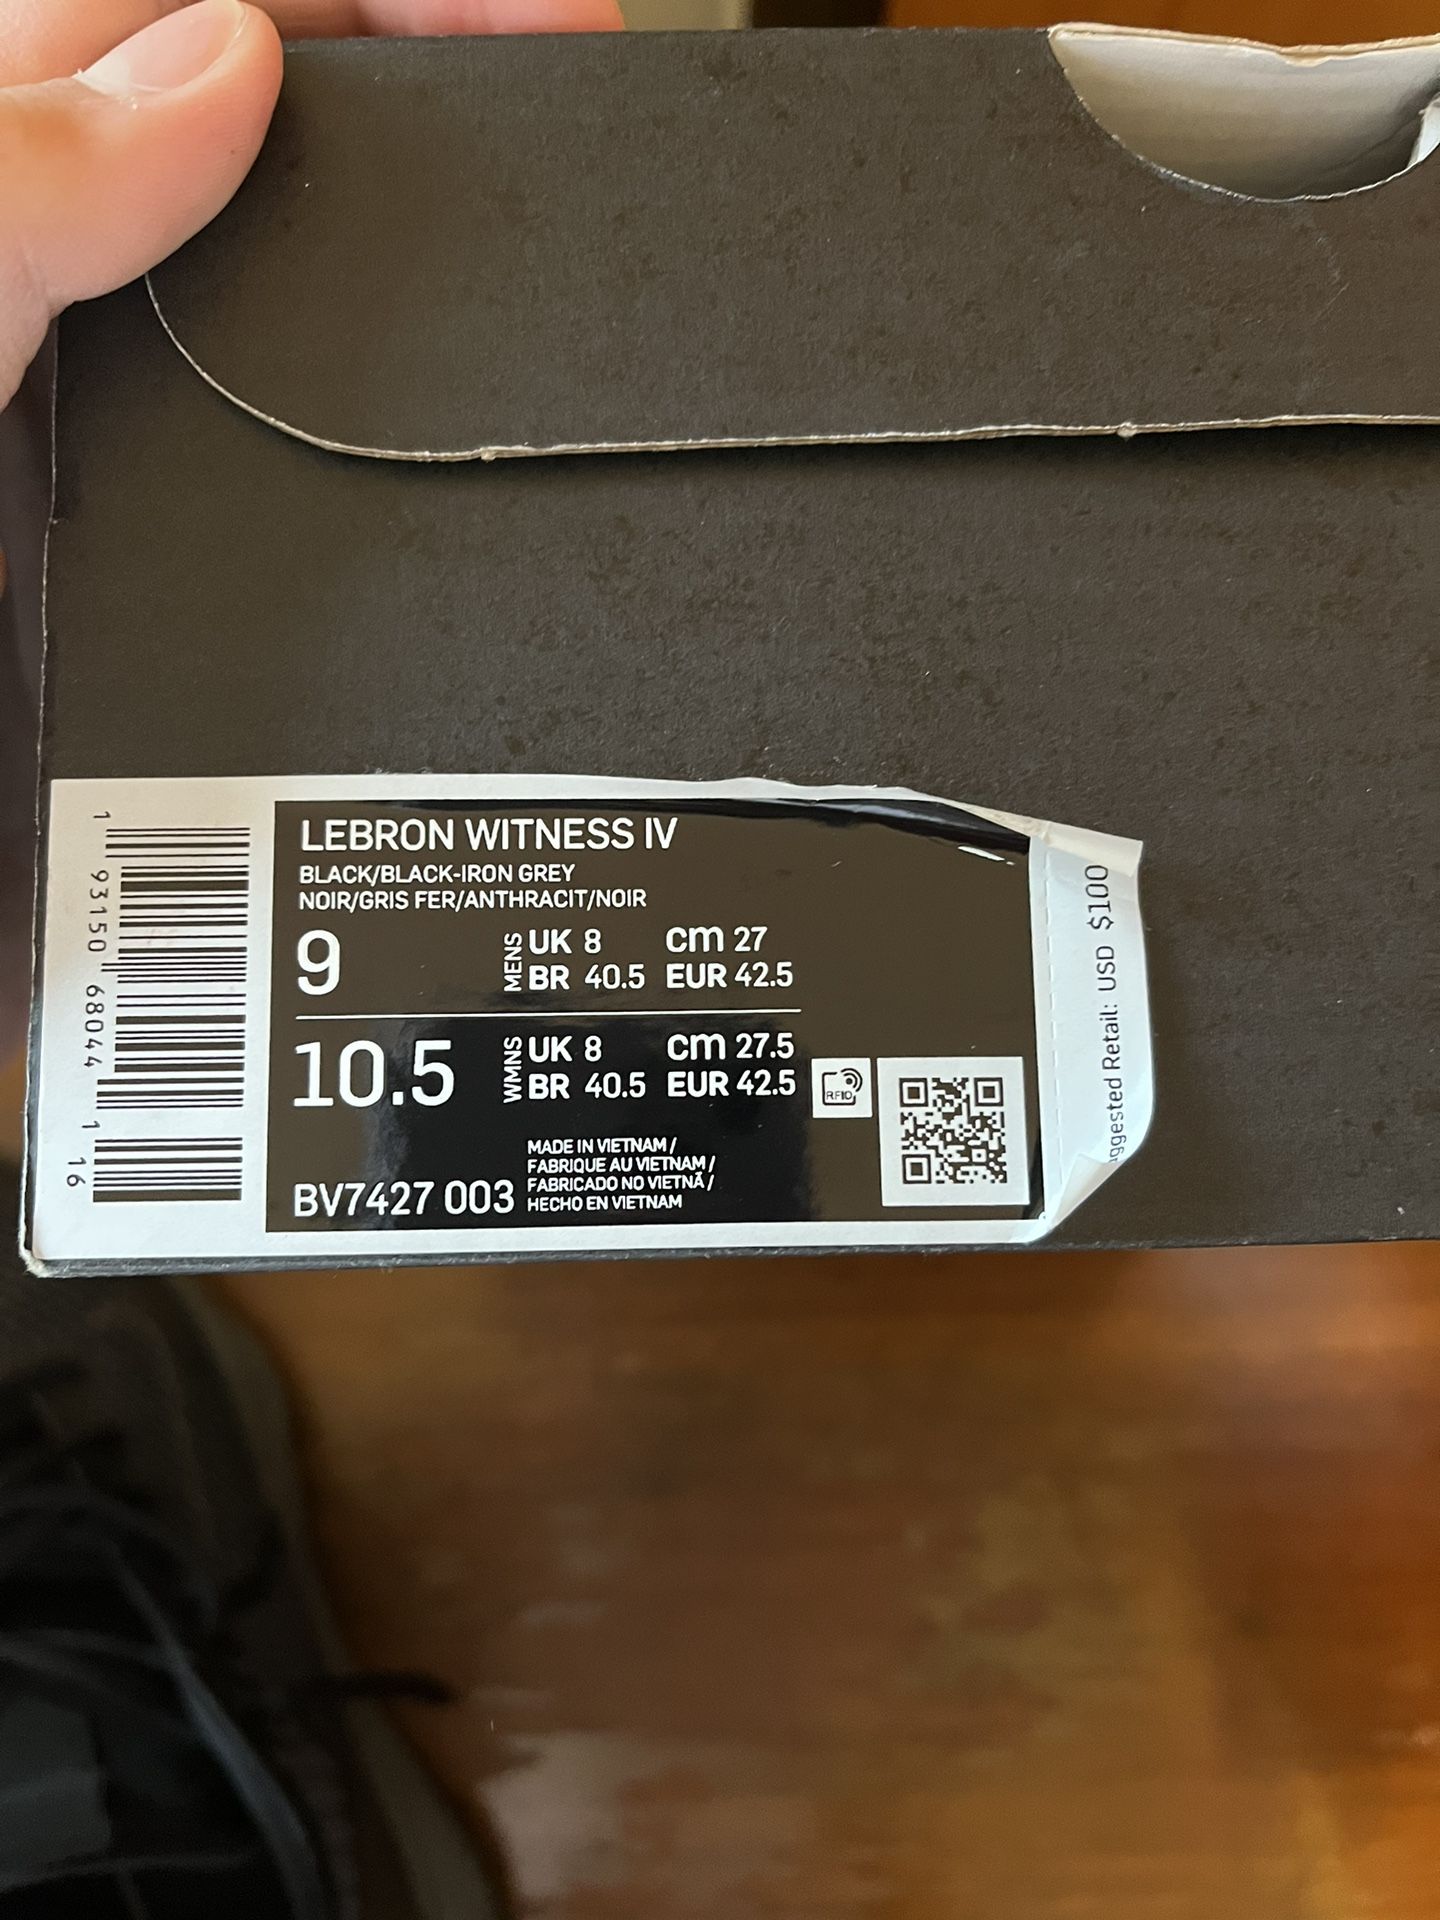 LEBRON WITNESS IV
BLACK/BLACK-IRON GREY
NOIR/GRIS FER/ANTHRACIT/NOIR
9 MENS UK 8 cm 27
BR 40.5 EUR 42.5
10.5 WMNS UK 8 cm 27.5
BR 40.5 EUR 42.5
RFID
MADE IN VIETNAM /
FABRIQUE AU VIETNAM /
FABRICADO NO VIETNÃ /
HECHO EN VIETNAM
BV7427 003
1 93150 68044 1 16
Retail: USD $100